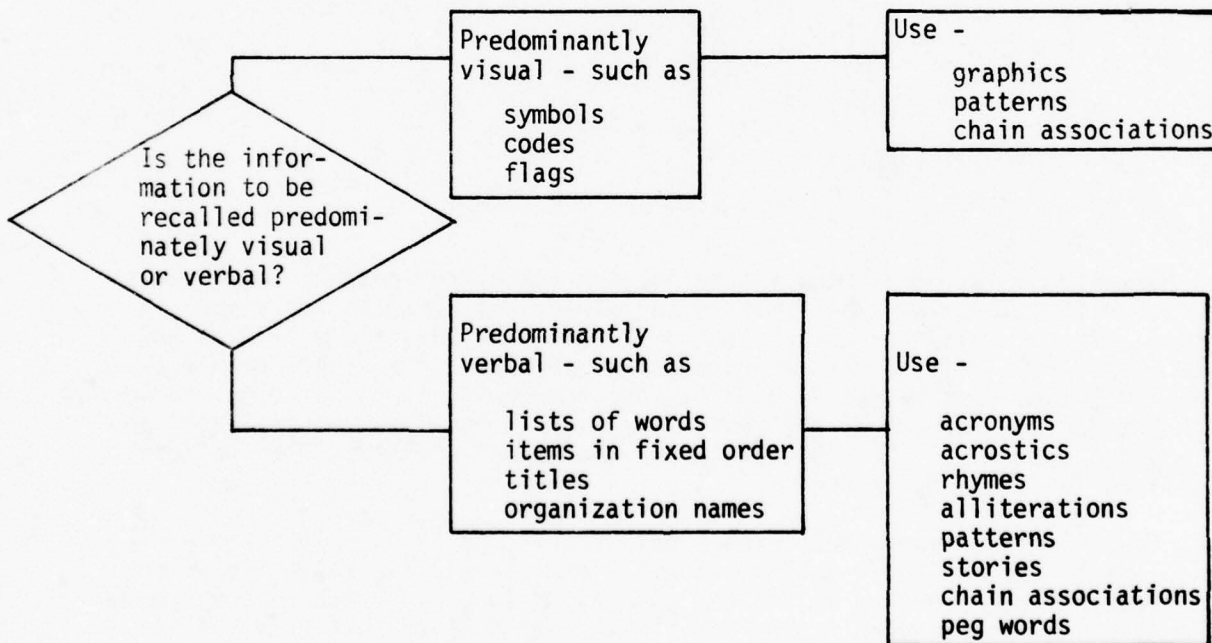 Is the infor-
mation to be
recalled predomi-
nately visual
or verbal?
Predominantly
visual - such as
symbols
codes
flags
Use -
graphics
patterns
chain associations
Predominantly
verbal - such as
lists of words
items in fixed order
titles
organization names
Use -
acronyms
acrostics
rhymes
alliterations
patterns
stories
chain associations
peg words